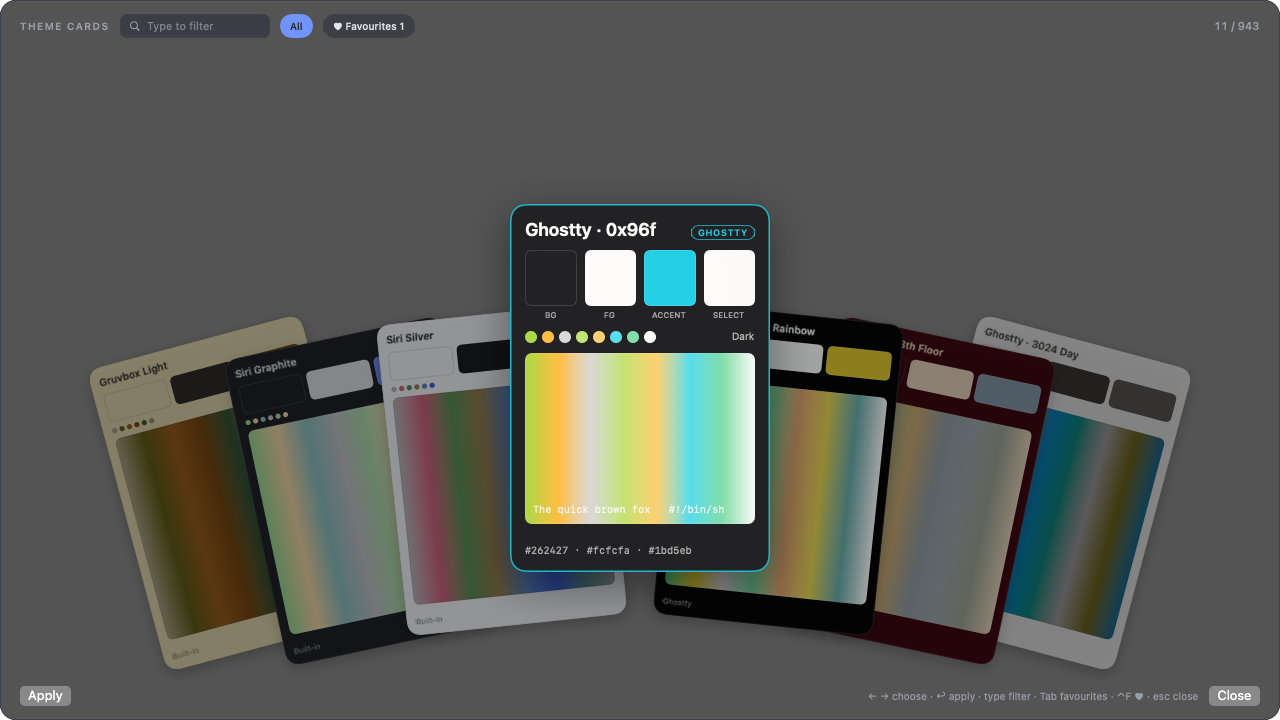 THEME CARDS
Type to filter
All
♥ Favourites 1
11 / 943
Gruvbox Light
Built-in
Siri Graphite
Built-in
Siri Silver
Built-in
Ghostty · 0x96f
GHOSTTY
BG
FG
ACCENT
SELECT
Dark
The quick brown fox #!/bin/sh
#262427 · #fcfcfa · #1bd5eb
Rainbow
Ghostty
8th Floor
Ghostty · 3024 Day
Apply
← → choose · ↩ apply · type filter · Tab favourites · ^F ♥ · esc close
Close